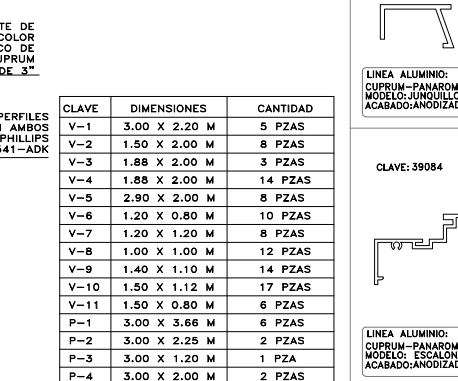 TE DE
COLOR
CO DE
UPRUM
DE 3"
PERFILES
AMBOS
PHILLIPS
541-ADK
CLAVE DIMENSIONES CANTIDAD
V-1 3.00 X 2.20 M 5 PZAS
V-2 1.50 X 2.00 M 8 PZAS
V-3 1.88 X 2.00 M 3 PZAS
V-4 1.88 X 2.00 M 14 PZAS
V-5 2.90 X 2.00 M 8 PZAS
V-6 1.20 X 0.80 M 10 PZAS
V-7 1.20 X 1.20 M 8 PZAS
V-8 1.00 X 1.00 M 12 PZAS
V-9 1.40 X 1.10 M 14 PZAS
V-10 1.50 X 1.12 M 17 PZAS
V-11 1.50 X 0.80 M 6 PZAS
P-1 3.00 X 3.66 M 6 PZAS
P-2 3.00 X 2.25 M 2 PZAS
P-3 3.00 X 1.20 M 1 PZA
P-4 3.00 X 2.00 M 2 PZAS
LINEA ALUMINIO:
CUPRUM-PANAROM
MODELO: JUNQUILLO
ACABADO: ANODIZAD
CLAVE: 39084
LINEA ALUMINIO:
CUPRUM-PANAROM
MODELO: ESCALON
ACABADO: ANODIZAD